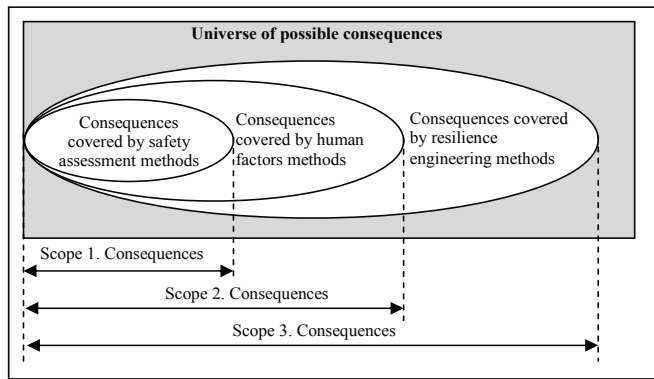 Universe of possible consequences
Consequences
covered by safety
assessment methods
Consequences
covered by human
factors methods
Consequences covered
by resilience
engineering methods
Scope 1. Consequences
Scope 2. Consequences
Scope 3. Consequences